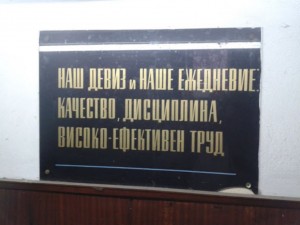 НАШ ДЕВИЗ и НАШЕ ЕЖЕДНЕВИЕ:
КАЧЕСТВО, ДИСЦИПЛИНА,
ВИСОКО-ЕФЕКТИВЕН ТРУД